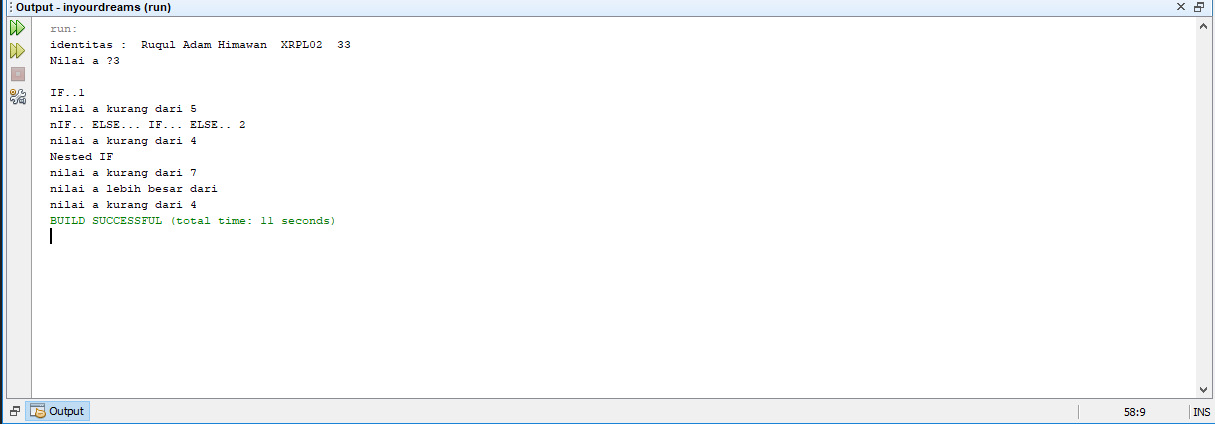 Output - inyourdreams (run)
run:
identitas :  Ruqul Adam Himawan  XRPL02  33
Nilai a ?3
IF..1
nilai a kurang dari 5
nIF.. ELSE... IF... ELSE.. 2
nilai a kurang dari 4
Nested IF
nilai a kurang dari 7
nilai a lebih besar dari
nilai a kurang dari 4
BUILD SUCCESSFUL (total time: 11 seconds)
Output
58:9
INS